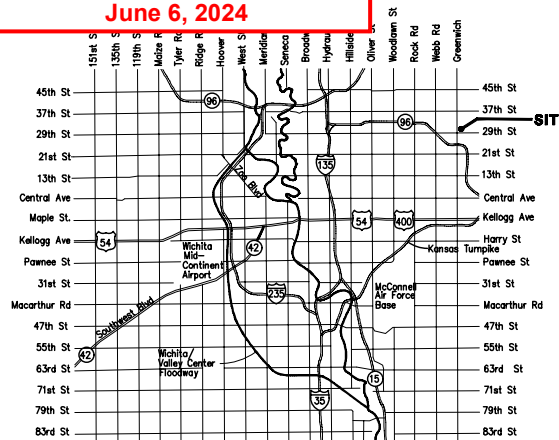 June 6, 2024
151st S
135th S
119th St
Maize R
Tyler Rd
Ridge R
Hoover
West St
Meridian
Seneca
Broadw
Hydrau
Hillside
Oliver St
Woodlawn St
Rock Rd
Webb Rd
Greenwich
45th St
37th St
29th St
21st St
13th St
Central Ave
Maple St.
Kellogg Ave
Pawnee St
31st St
Macarthur Rd
47th St
55th St
63rd St
71st St
79th St
83rd St
45th St
37th St
29th St
21st St
13th St
Central Ave
Kellogg Ave
Harry St
Pawnee St
31st St
Macarthur Rd
47th St
55th St
63rd St
71st St
79th St
83rd St
SIT
96
96
135
Zoo Blvd
54
54
400
42
Wichita
Mid-
Continent
Airport
Kansas Turnpike
235
McConnell
Air Force
Base
Southwest Blvd
42
Wichita/
Valley Center
Floodway
15
35